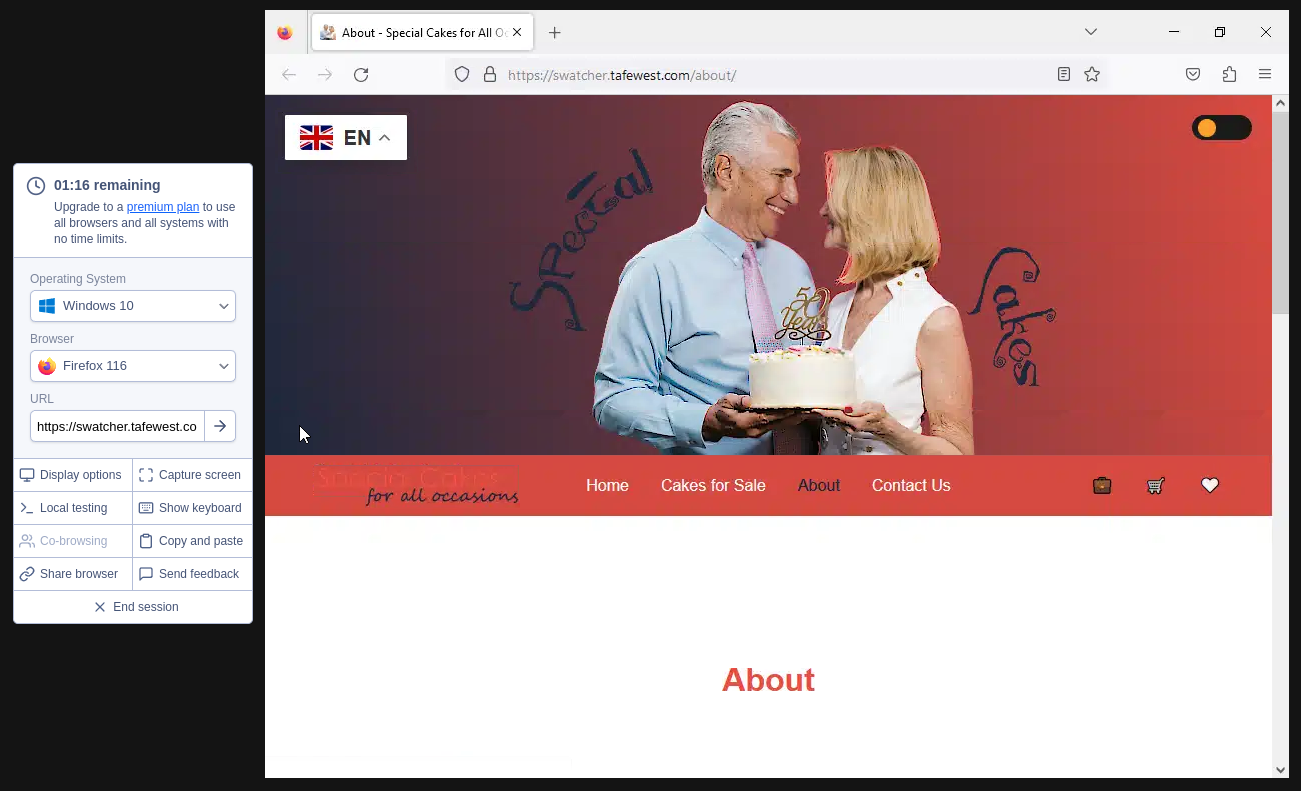 About - Special Cakes for All Oc
https://swatcher.tafewest.com/about/
EN
Special
Cakes
50
Years
Special Cakes
for all occasions
Home
Cakes for Sale
About
Contact Us
About
01:16 remaining
Upgrade to a premium plan to use
all browsers and all systems with
no time limits.
Operating System
Windows 10
Browser
Firefox 116
URL
https://swatcher.tafewest.co
Display options
Capture screen
Local testing
Show keyboard
Co-browsing
Copy and paste
Share browser
Send feedback
End session